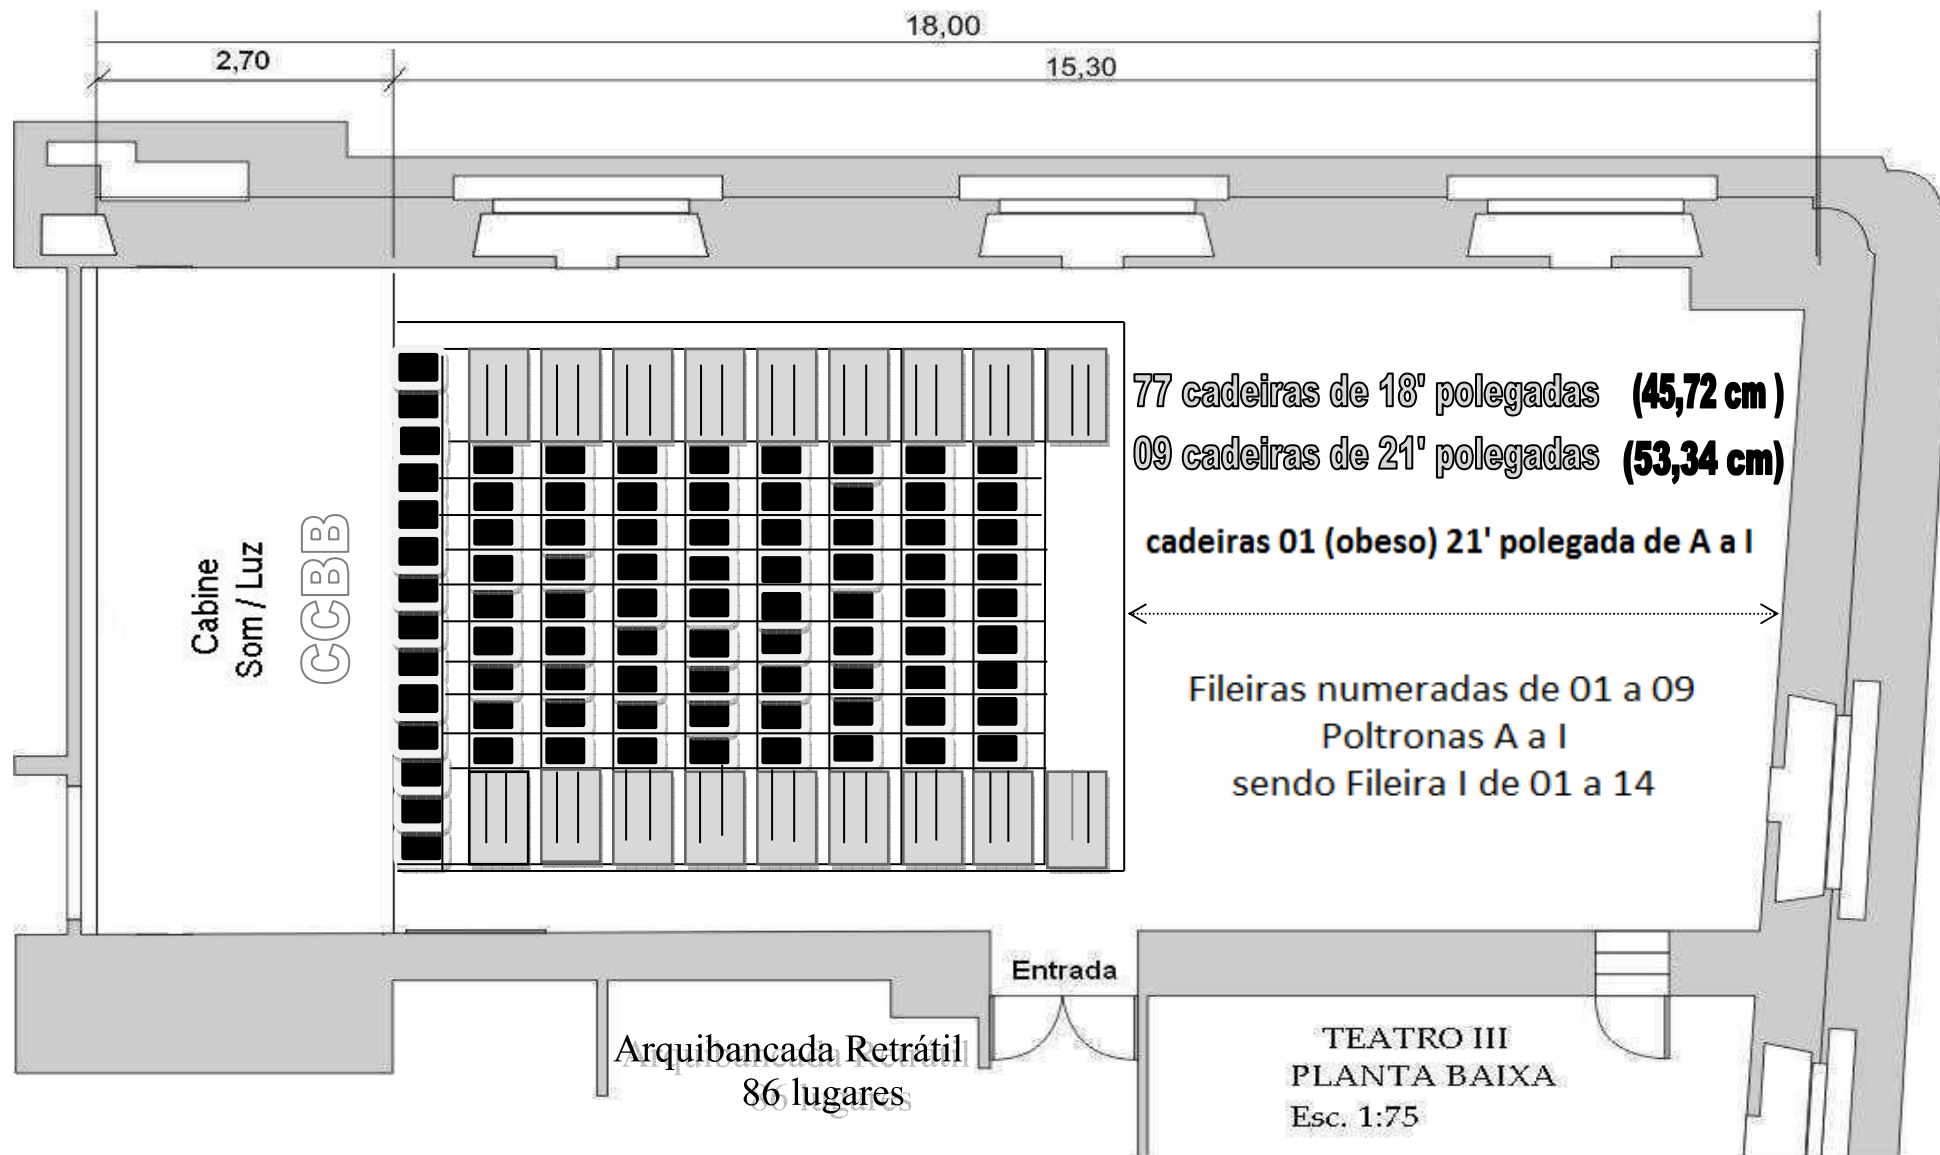 18,00
2,70
15,30
77 cadeiras de 18' polegadas (45,72 cm )
09 cadeiras de 21' polegadas (53,34 cm)
cadeiras 01 (obeso) 21' polegada de A a I
Cabine
Som / Luz
CCBB
Fileiras numeradas de 01 a 09
Poltronas A a I
sendo Fileira I de 01 a 14
Entrada
Arquibancada Retrátil
86 lugares
TEATRO III
PLANTA BAIXA
Esc. 1:75